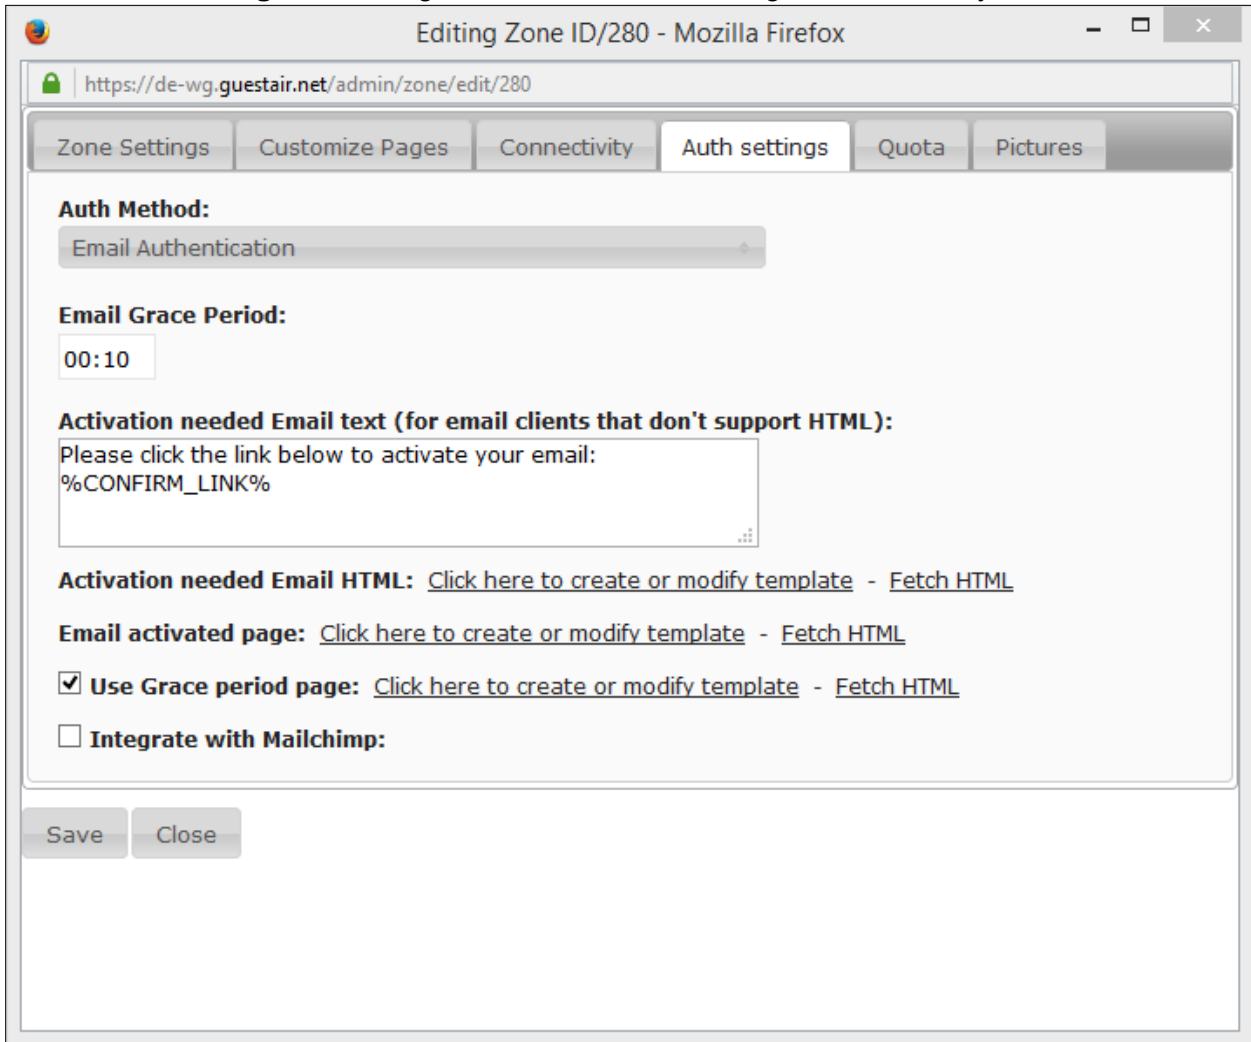 Editing Zone ID/280 - Mozilla Firefox
https://de-wg.guestair.net/admin/zone/edit/280
Zone Settings Customize Pages Connectivity Auth settings Quota Pictures
Auth Method:
Email Authentication
Email Grace Period:
00:10
Activation needed Email text (for email clients that don't support HTML):
Please click the link below to activate your email:
%CONFIRM_LINK%
Activation needed Email HTML: Click here to create or modify template - Fetch HTML
Email activated page: Click here to create or modify template - Fetch HTML
Use Grace period page: Click here to create or modify template - Fetch HTML
Integrate with Mailchimp:
Save Close